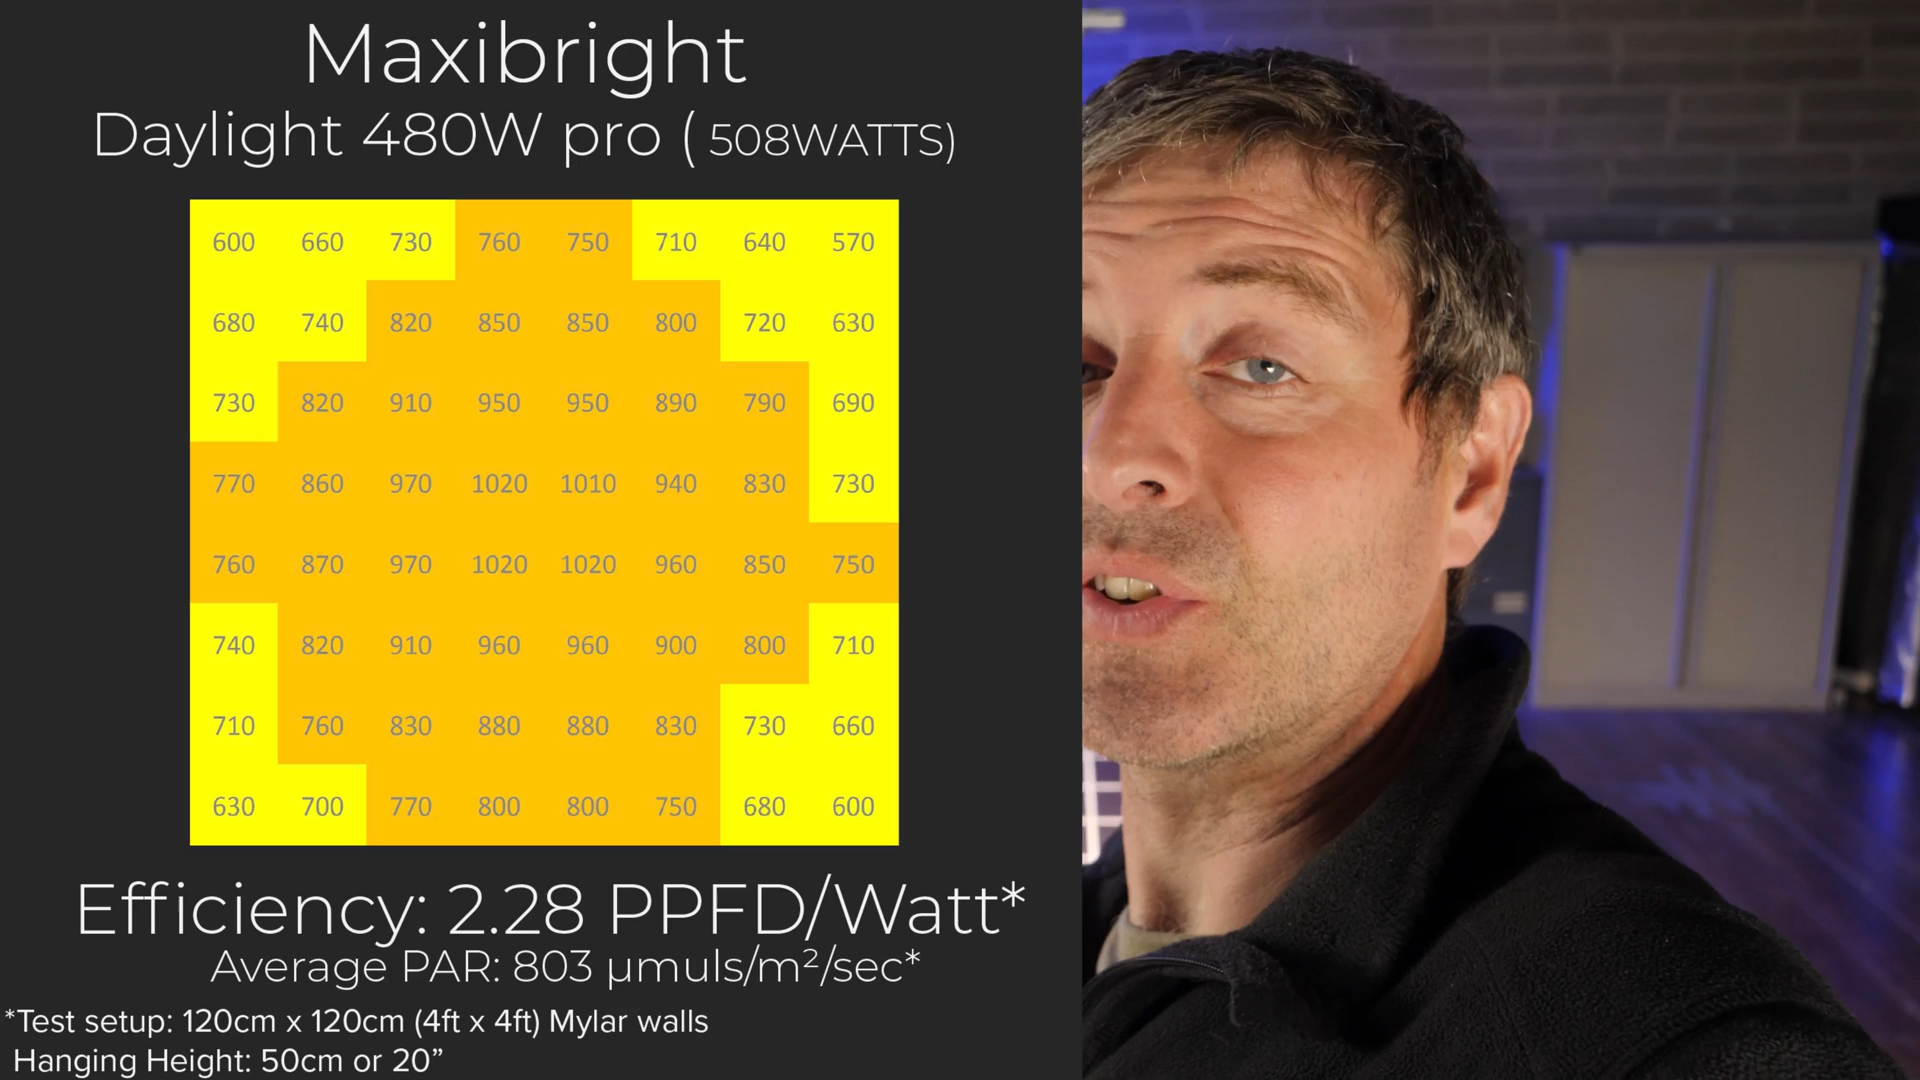 Maxibright
Daylight 480W pro ( 508WATTS)
600 660 730 760 750 710 640 570
680 740 820 850 850 800 720 630
730 820 910 950 950 890 790 690
770 860 970 1020 1010 940 830 730
760 870 970 1020 1020 960 850 750
740 820 910 960 960 900 800 710
710 760 830 880 880 830 730 660
630 700 770 800 800 750 680 600
Efficiency: 2.28 PPFD/Watt*
Average PAR: 803 µmuls/m²/sec*
*Test setup: 120cm x 120cm (4ft x 4ft) Mylar walls
Hanging Height: 50cm or 20”